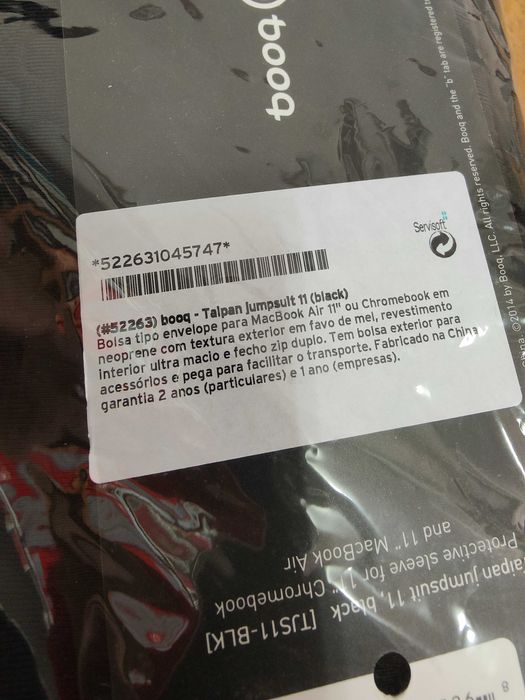 booq
*522631045747*
Servisoft
(#52263) booq - Taipan jumpsuit 11 (black)
Bolsa tipo envelope para MacBook Air 11" ou Chromebook em
neoprene com textura exterior em favo de mel, revestimento
interior ultra macio e fecho zip duplo. Tem bolsa exterior para
acessórios e pega para facilitar o transporte. Fabricado na China,
garantia 2 anos (particulares) e 1 ano (empresas).
Taipan jumpsuit 11, black [TJS11-BLK]
Protective sleeve for 11" Chromebook
and 11" MacBook Air
©2014 by Booq, LLC. All rights reserved. Booq and the "b" tab are registered